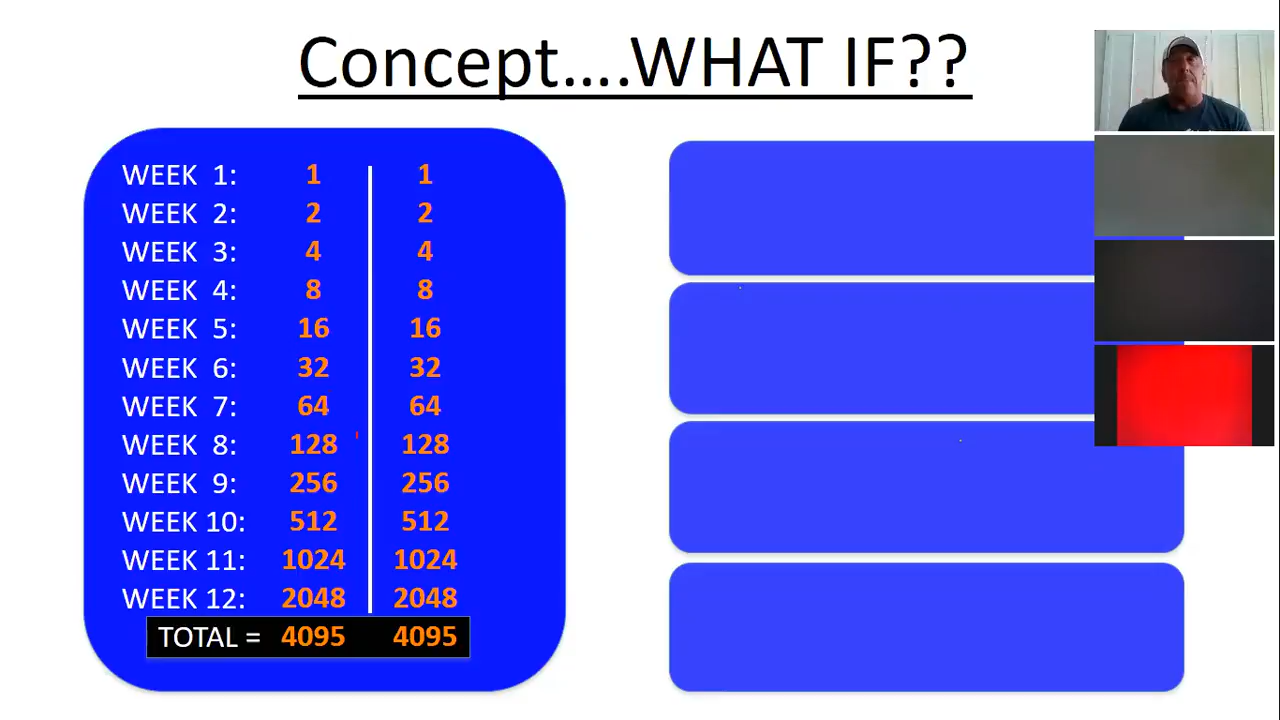 Concept....WHAT IF??
WEEK 1: 1 1
WEEK 2: 2 2
WEEK 3: 4 4
WEEK 4: 8 8
WEEK 5: 16 16
WEEK 6: 32 32
WEEK 7: 64 64
WEEK 8: 128 128
WEEK 9: 256 256
WEEK 10: 512 512
WEEK 11: 1024 1024
WEEK 12: 2048 2048
TOTAL = 4095 4095